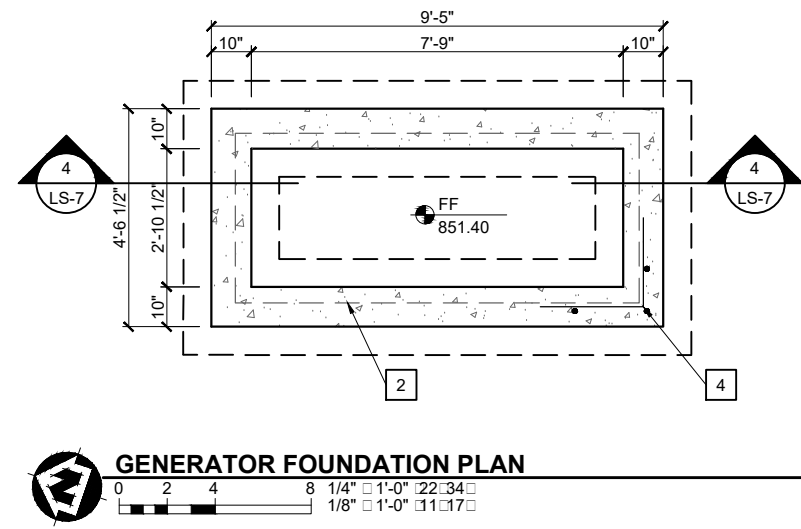 9'-5"
10" 7'-9" 10"
10"
4'-6 1/2"
2'-10 1/2"
10"
4
LS-7
4
LS-7
FF
851.40
2
4
GENERATOR FOUNDATION PLAN
0 2 4 8
1/4" □ 1'-0" □22□34□
1/8" □ 1'-0" □11□17□